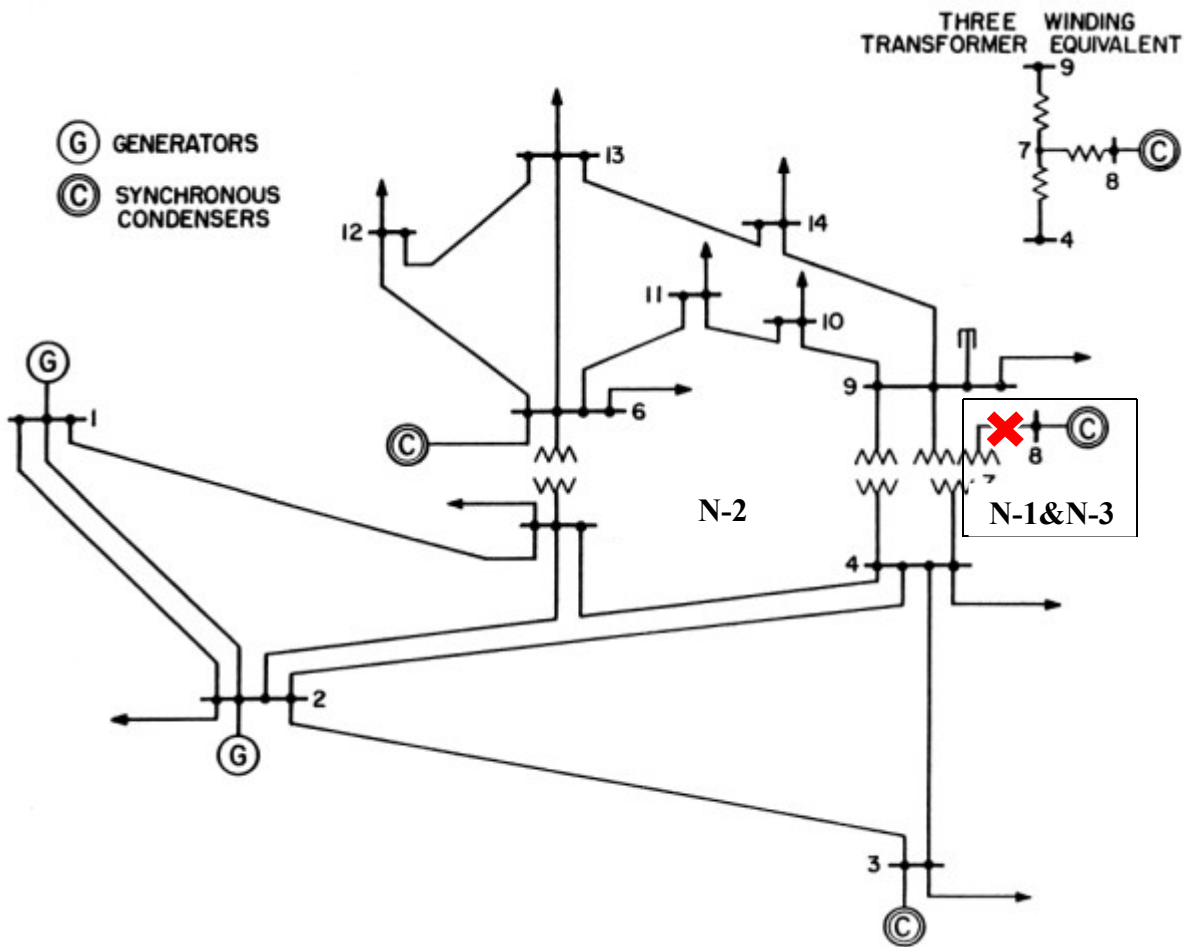 THREE WINDING
TRANSFORMER EQUIVALENT
9
7
8
C
4
G GENERATORS
C SYNCHRONOUS
CONDENSERS
13
12
14
11
10
G
1
9
6
C
8
C
N-2
N-1&N-3
4
2
G
3
C